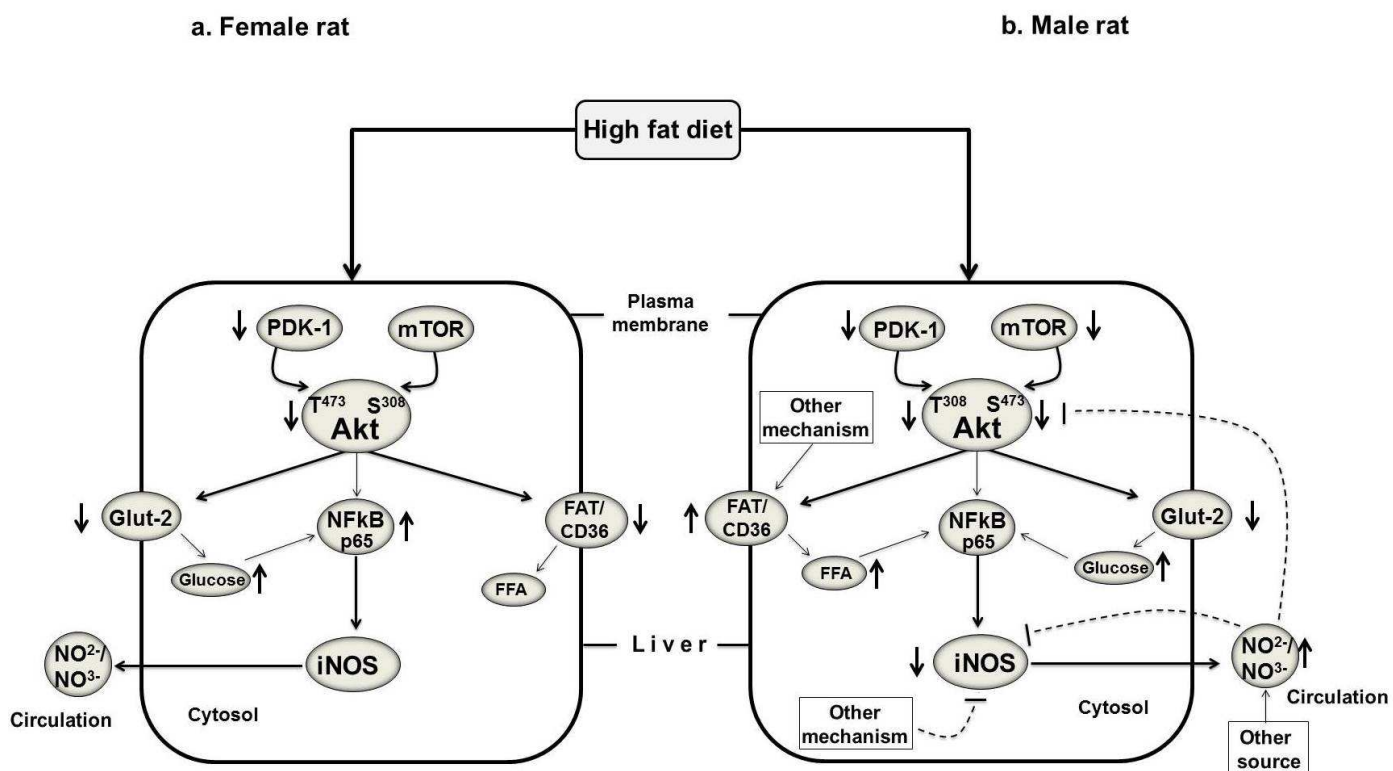 a. Female rat
b. Male rat
High fat diet
PDK-1
mTOR
T473 S308
Akt
Glut-2
NFkB
p65
FAT/
CD36
Glucose
FFA
iNOS
NO2-/
NO3-
Circulation
Cytosol
Plasma
membrane
Liver
PDK-1
mTOR
T308 S473
Akt
Other
mechanism
FAT/
CD36
NFkB
p65
Glut-2
FFA
Glucose
iNOS
NO2-/
NO3-
Circulation
Cytosol
Other
mechanism
Other
source